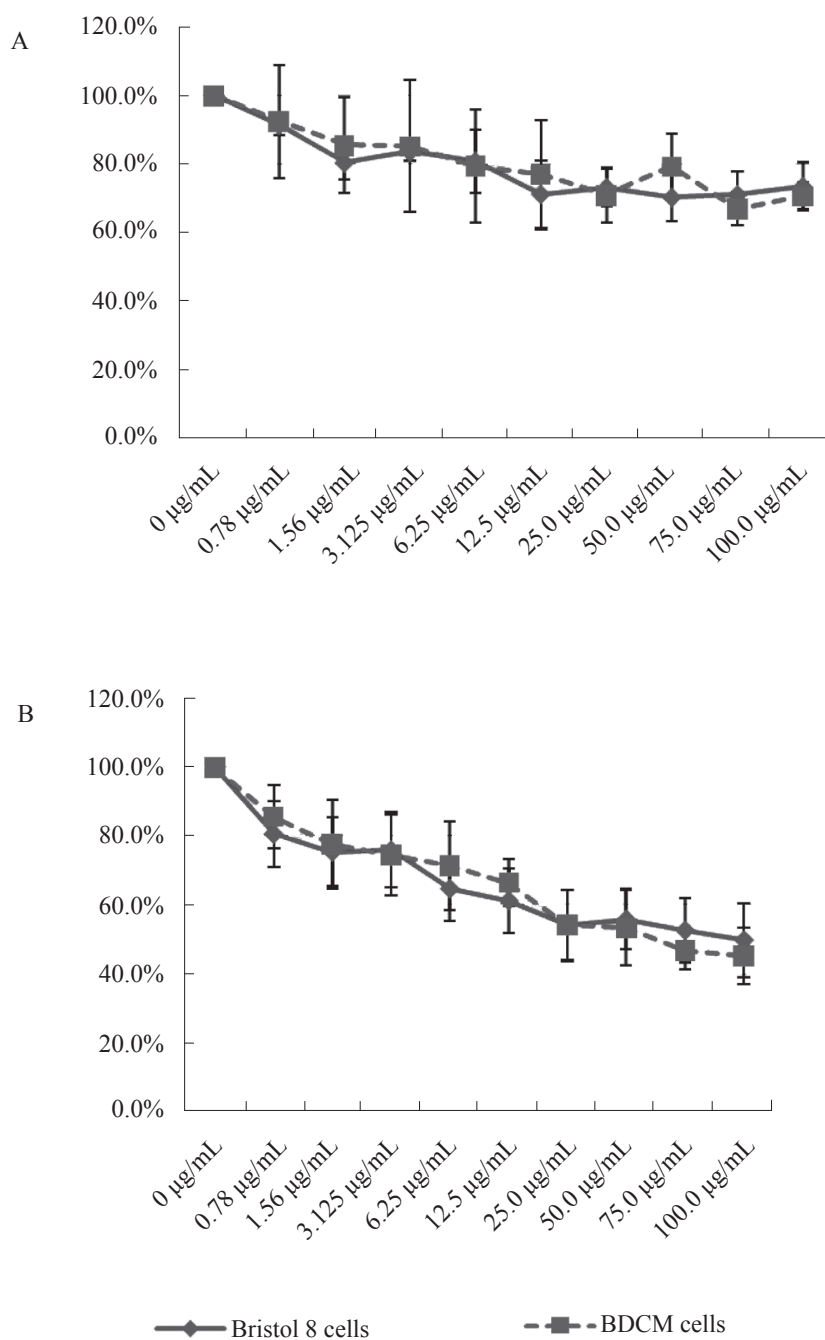 A
120.0%
100.0%
80.0%
60.0%
40.0%
20.0%
0.0%
0 µg/mL
0.78 µg/mL
1.56 µg/mL
3.125 µg/mL
6.25 µg/mL
12.5 µg/mL
25.0 µg/mL
50.0 µg/mL
75.0 µg/mL
100.0 µg/mL
B
120.0%
100.0%
80.0%
60.0%
40.0%
20.0%
0.0%
0 µg/mL
0.78 µg/mL
1.56 µg/mL
3.125 µg/mL
6.25 µg/mL
12.5 µg/mL
25.0 µg/mL
50.0 µg/mL
75.0 µg/mL
100.0 µg/mL
Bristol 8 cells BDCM cells